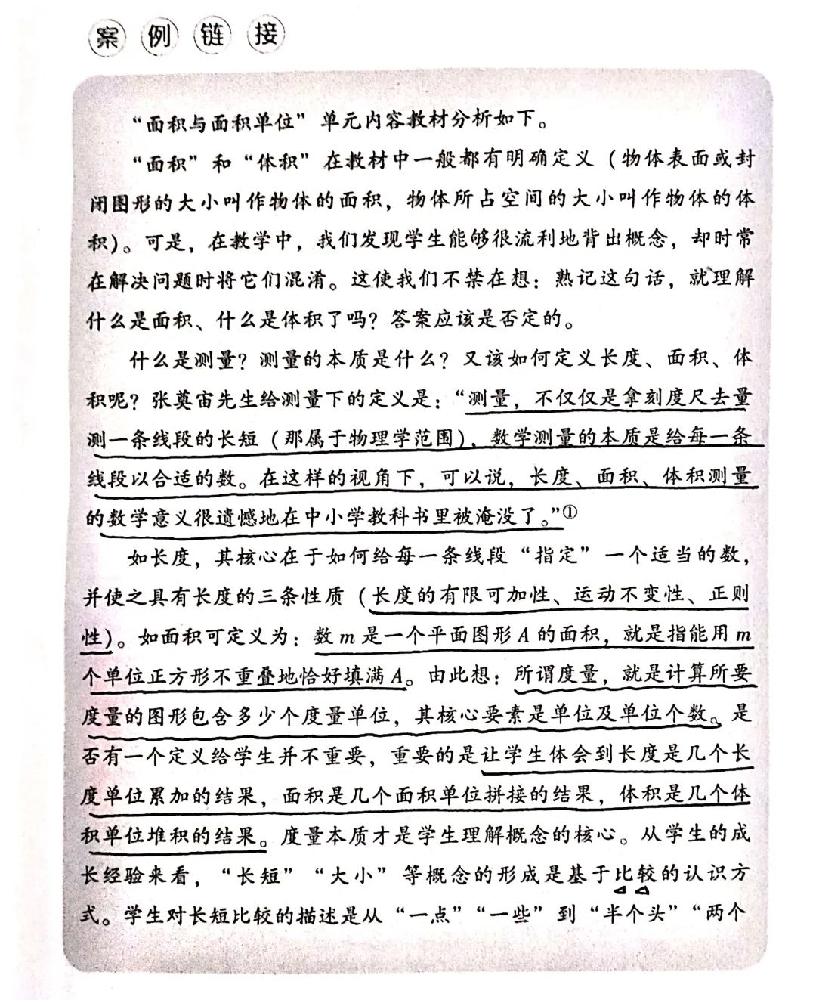 案例链接
“面积与面积单位”单元内容教材分析如下。
“面积”和“体积”在教材中一般都有明确定义（物体表面或封
闭图形的大小叫作物体的面积，物体所占空间的大小叫作物体的体
积）。可是，在教学中，我们发现学生能够很流利地背出概念，却时常
在解决问题时将它们混淆。这使我们不禁在想：熟记这句话，就理解
什么是面积、什么是体积了吗？答案应该是否定的。
什么是测量？测量的本质是什么？又该如何定义长度、面积、体
积呢？张奠宙先生给测量下的定义是：“测量，不仅仅是拿刻度尺去量
测一条线段的长短（那属于物理学范围），数学测量的本质是给每一条
线段以合适的数。在这样的视角下，可以说，长度、面积、体积测量
的数学意义很遗憾地在中小学教科书里被淹没了。”①
如长度，其核心在于如何给每一条线段“指定”一个适当的数，
并使之具有长度的三条性质（长度的有限可加性、运动不变性、正则
性）。如面积可定义为：数 m 是一个平面图形 A 的面积，就是指能用 m
个单位正方形不重叠地恰好填满 A。由此想：所谓度量，就是计算所要
度量的图形包含多少个度量单位，其核心要素是单位及单位个数。是
否有一个定义给学生并不重要，重要的是让学生体会到长度是几个长
度单位累加的结果，面积是几个面积单位拼接的结果，体积是几个体
积单位堆积的结果。度量本质才是学生理解概念的核心。从学生的成
长经验来看，“长短”“大小”等概念的形成是基于比较的认识方
式。学生对长短比较的描述是从“一点”“一些”到“半个头”“两个